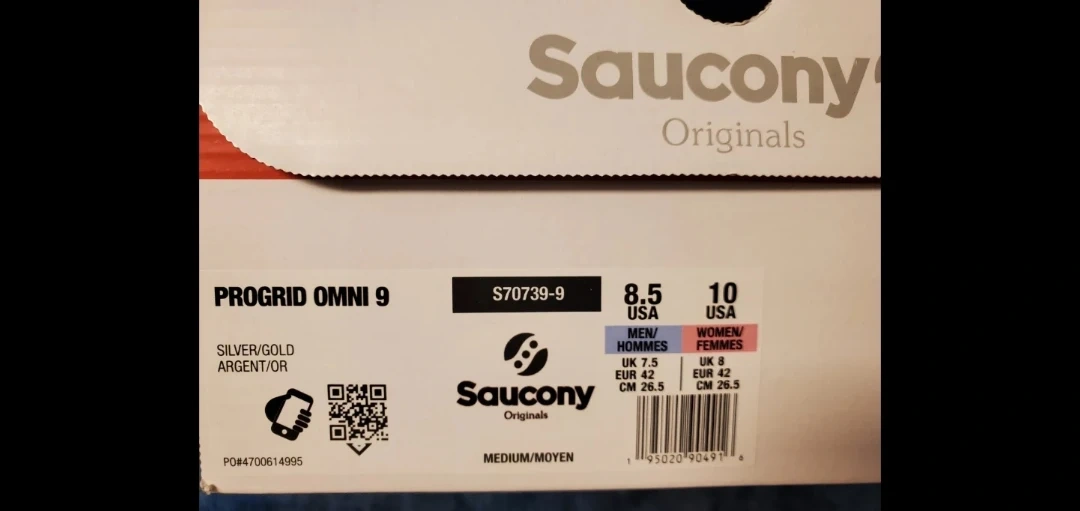 Saucony
Originals
PROGRID OMNI 9
S70739-9
8.5
USA
10
USA
MEN/
HOMMES
WOMEN/
FEMMES
UK 7.5
EUR 42
CM 26.5
UK 8
EUR 42
CM 26.5
SILVER/GOLD
ARGENT/OR
Saucony
Originals
MEDIUM/MOYEN
PO#4700614995
1 95020 90491 6